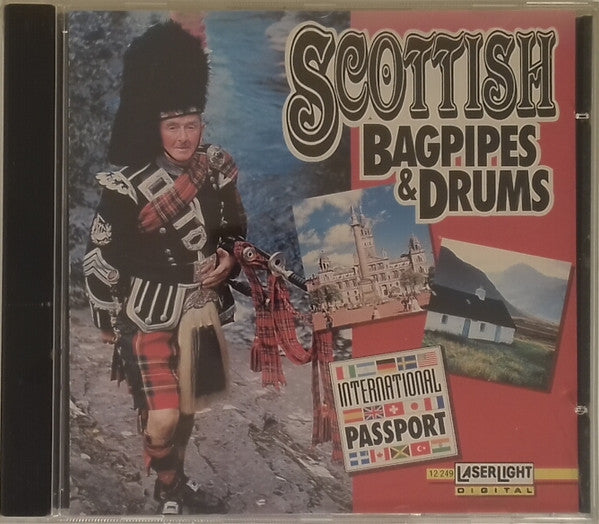 SCOTTISH
BAGPIPES
& DRUMS
INTERNATIONAL
PASSPORT
12 249
LASERLIGHT
DIGITAL